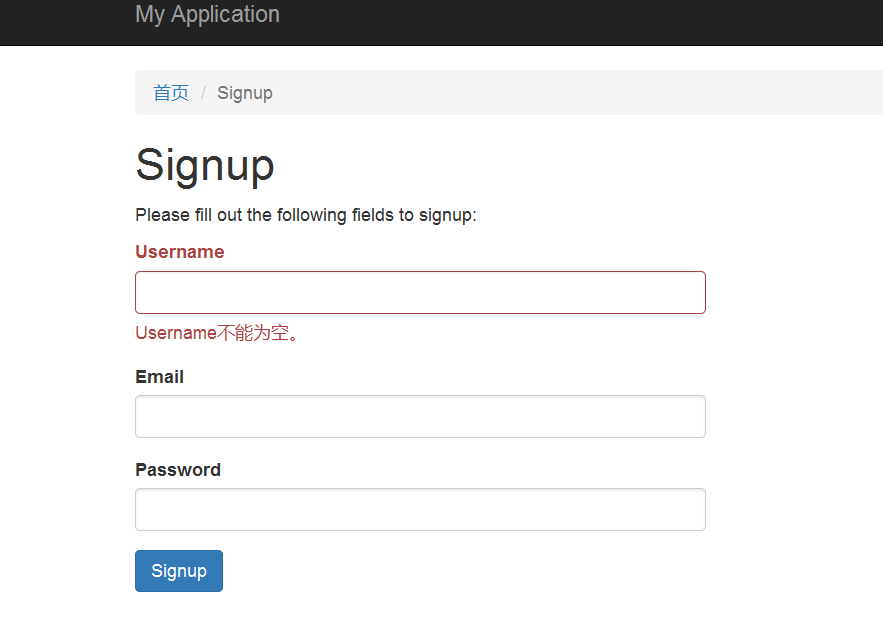 My Application
首页 / Signup
Signup
Please fill out the following fields to signup:
Username
Username不能为空。
Email
Password
Signup